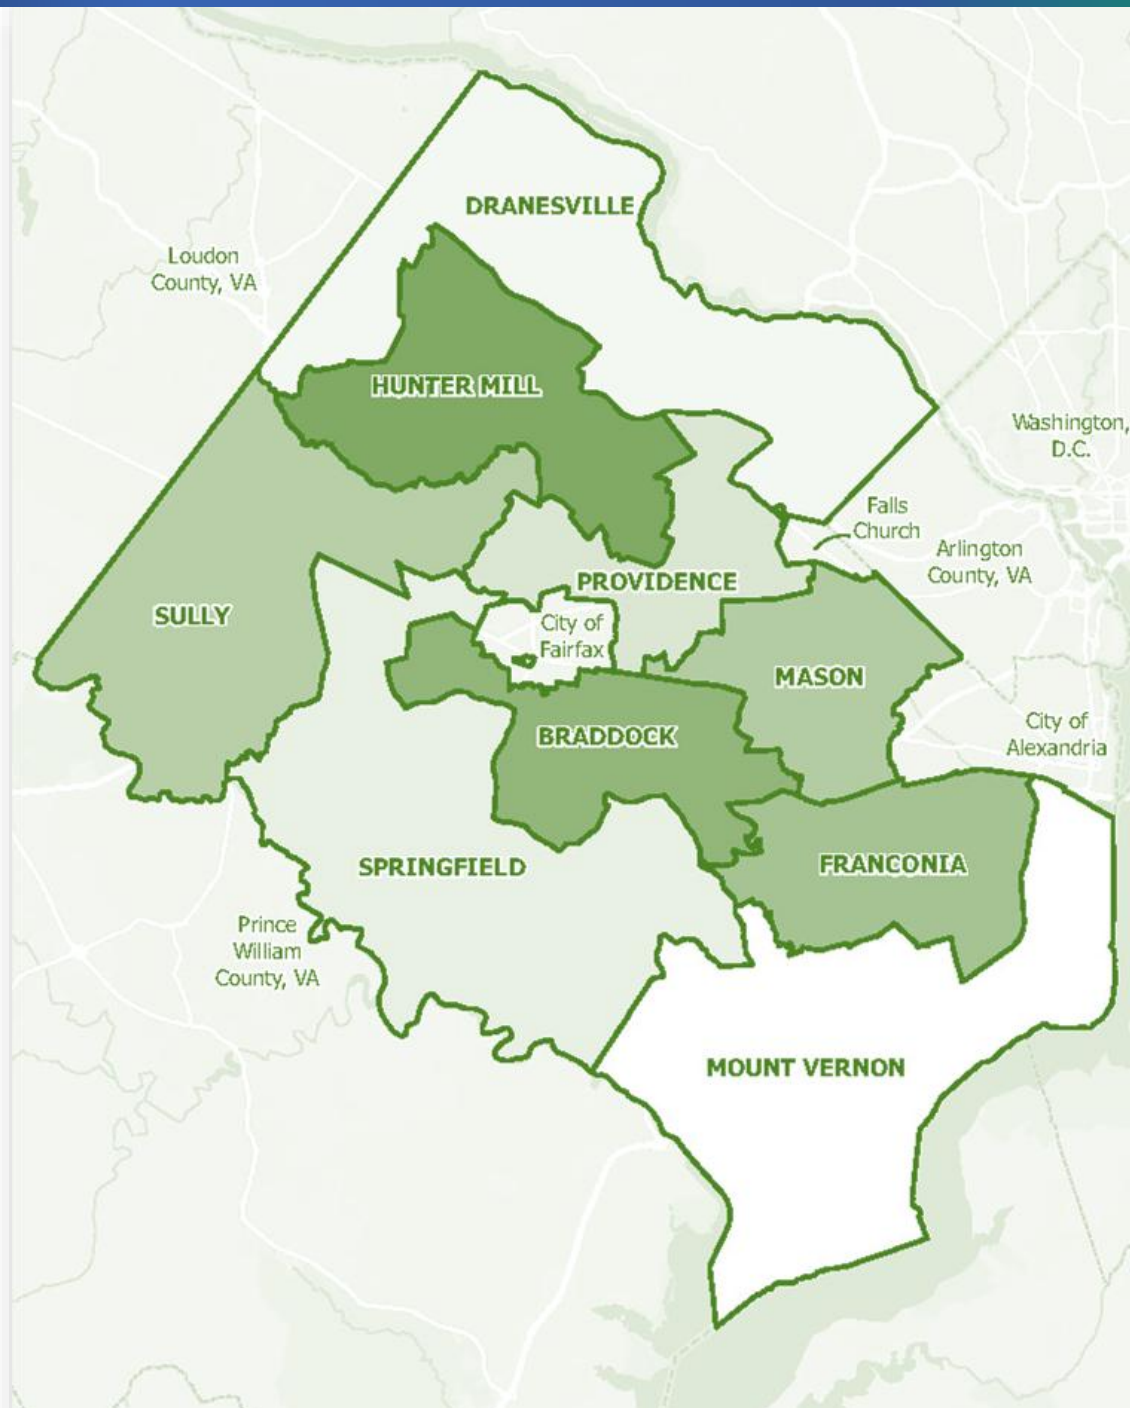 DRANESVILLE
Loudon
County, VA
HUNTER MILL
Washington,
D.C.
Falls
Church
Arlington
County, VA
PROVIDENCE
SULLY
City of
Fairfax
MASON
City of
Alexandria
BRADDOCK
SPRINGFIELD
FRANCONIA
Prince
William
County, VA
MOUNT VERNON